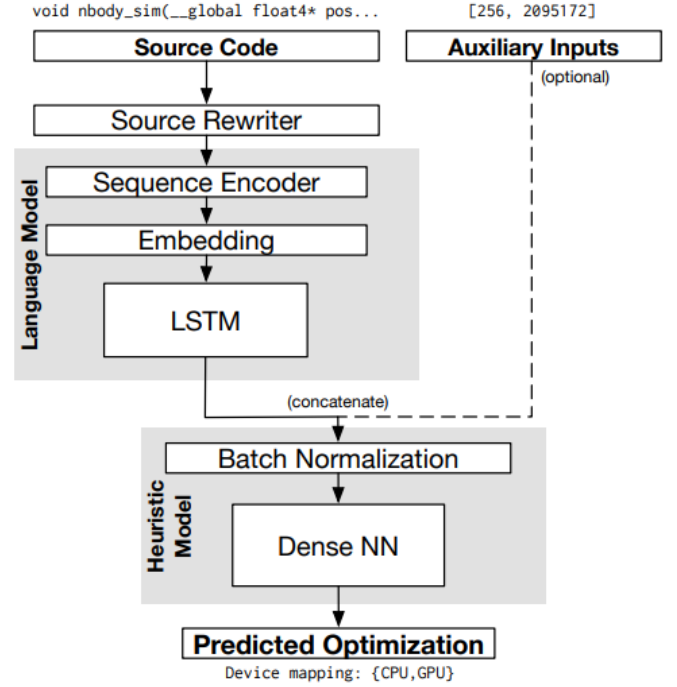 void nbody_sim(__global float4* pos...
[256, 2095172]
Source Code
Auxiliary Inputs
(optional)
Source Rewriter
Language Model
Sequence Encoder
Embedding
LSTM
(concatenate)
Heuristic
Model
Batch Normalization
Dense NN
Predicted Optimization
Device mapping: {CPU,GPU}